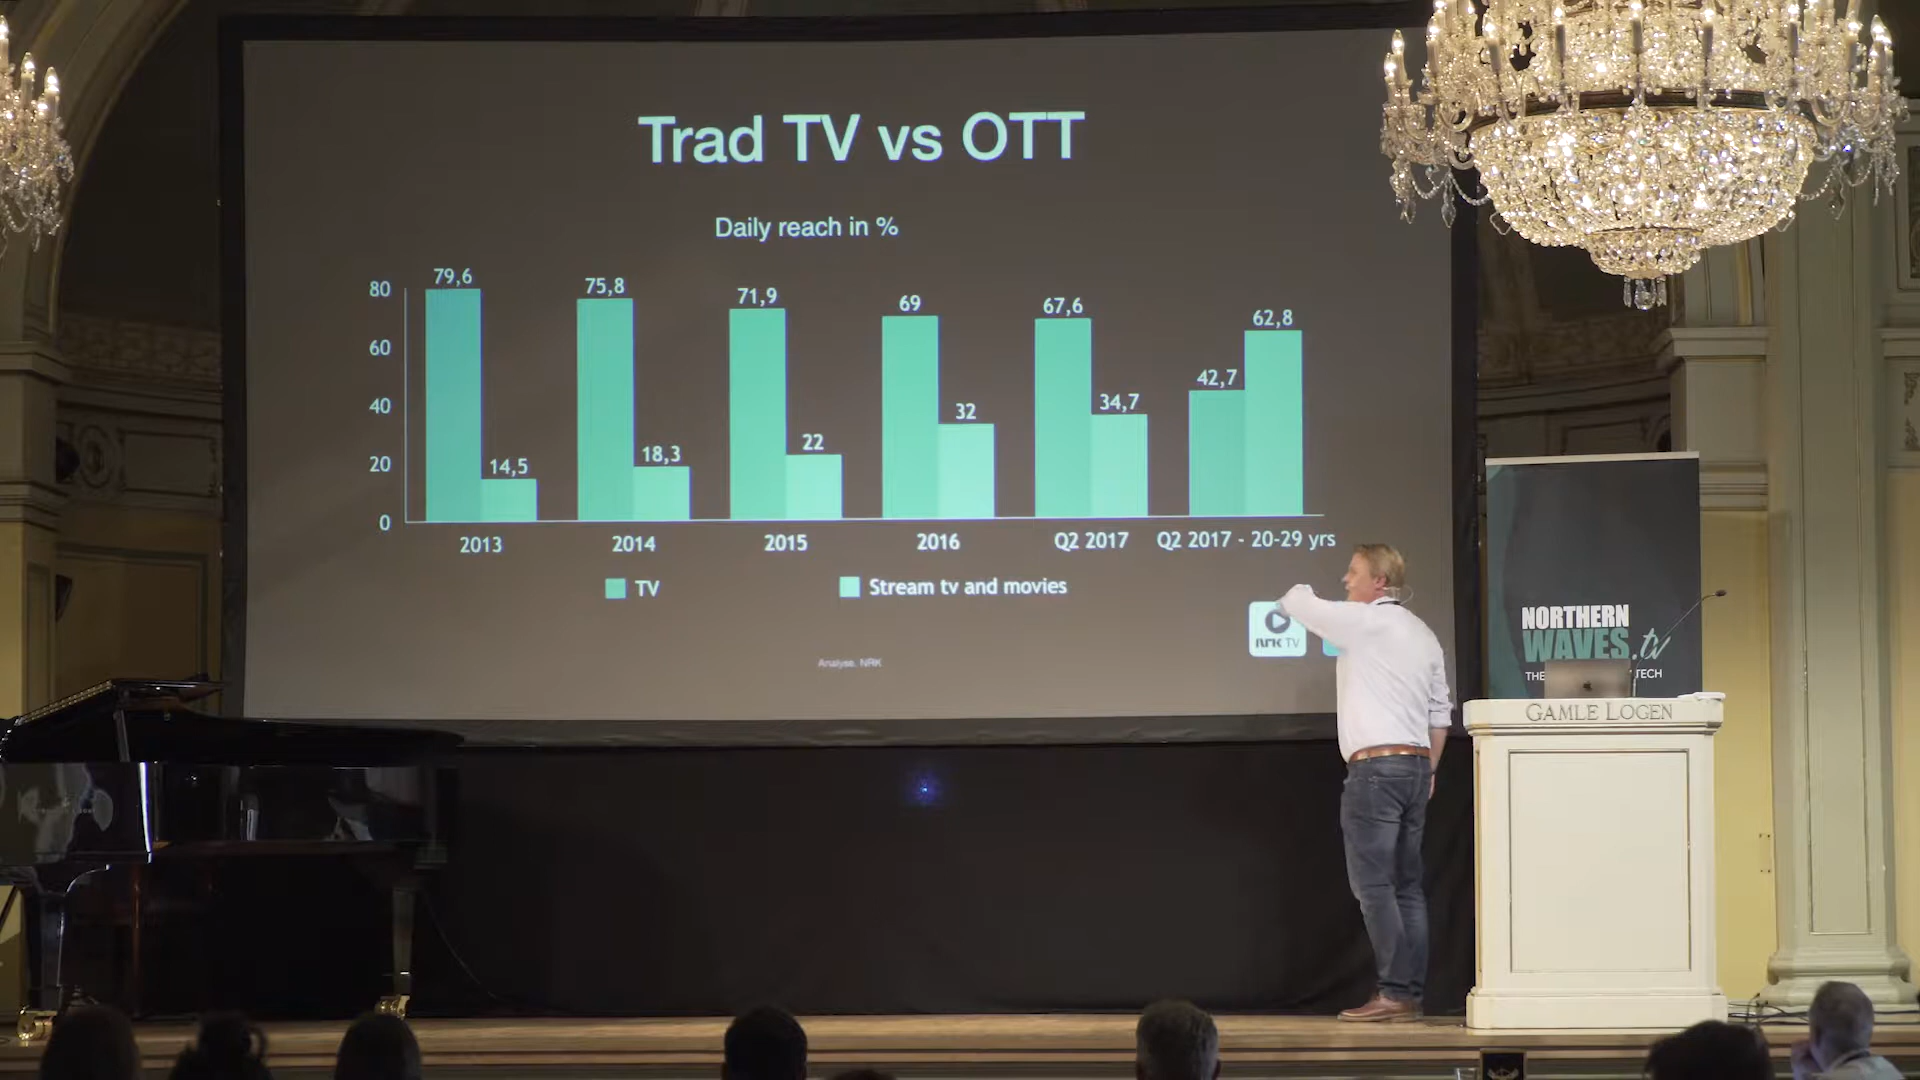 Trad TV vs OTT
Daily reach in %
80
60
40
20
0
79,6
14,5
75,8
18,3
71,9
22
69
32
67,6
34,7
42,7
62,8
2013
2014
2015
2016
Q2 2017
Q2 2017 - 20-29 yrs
TV
Stream tv and movies
Analyse, NRK
NRK TV
NORTHERN
WAVES.tv
THE
TECH
GAMLE LOGEN